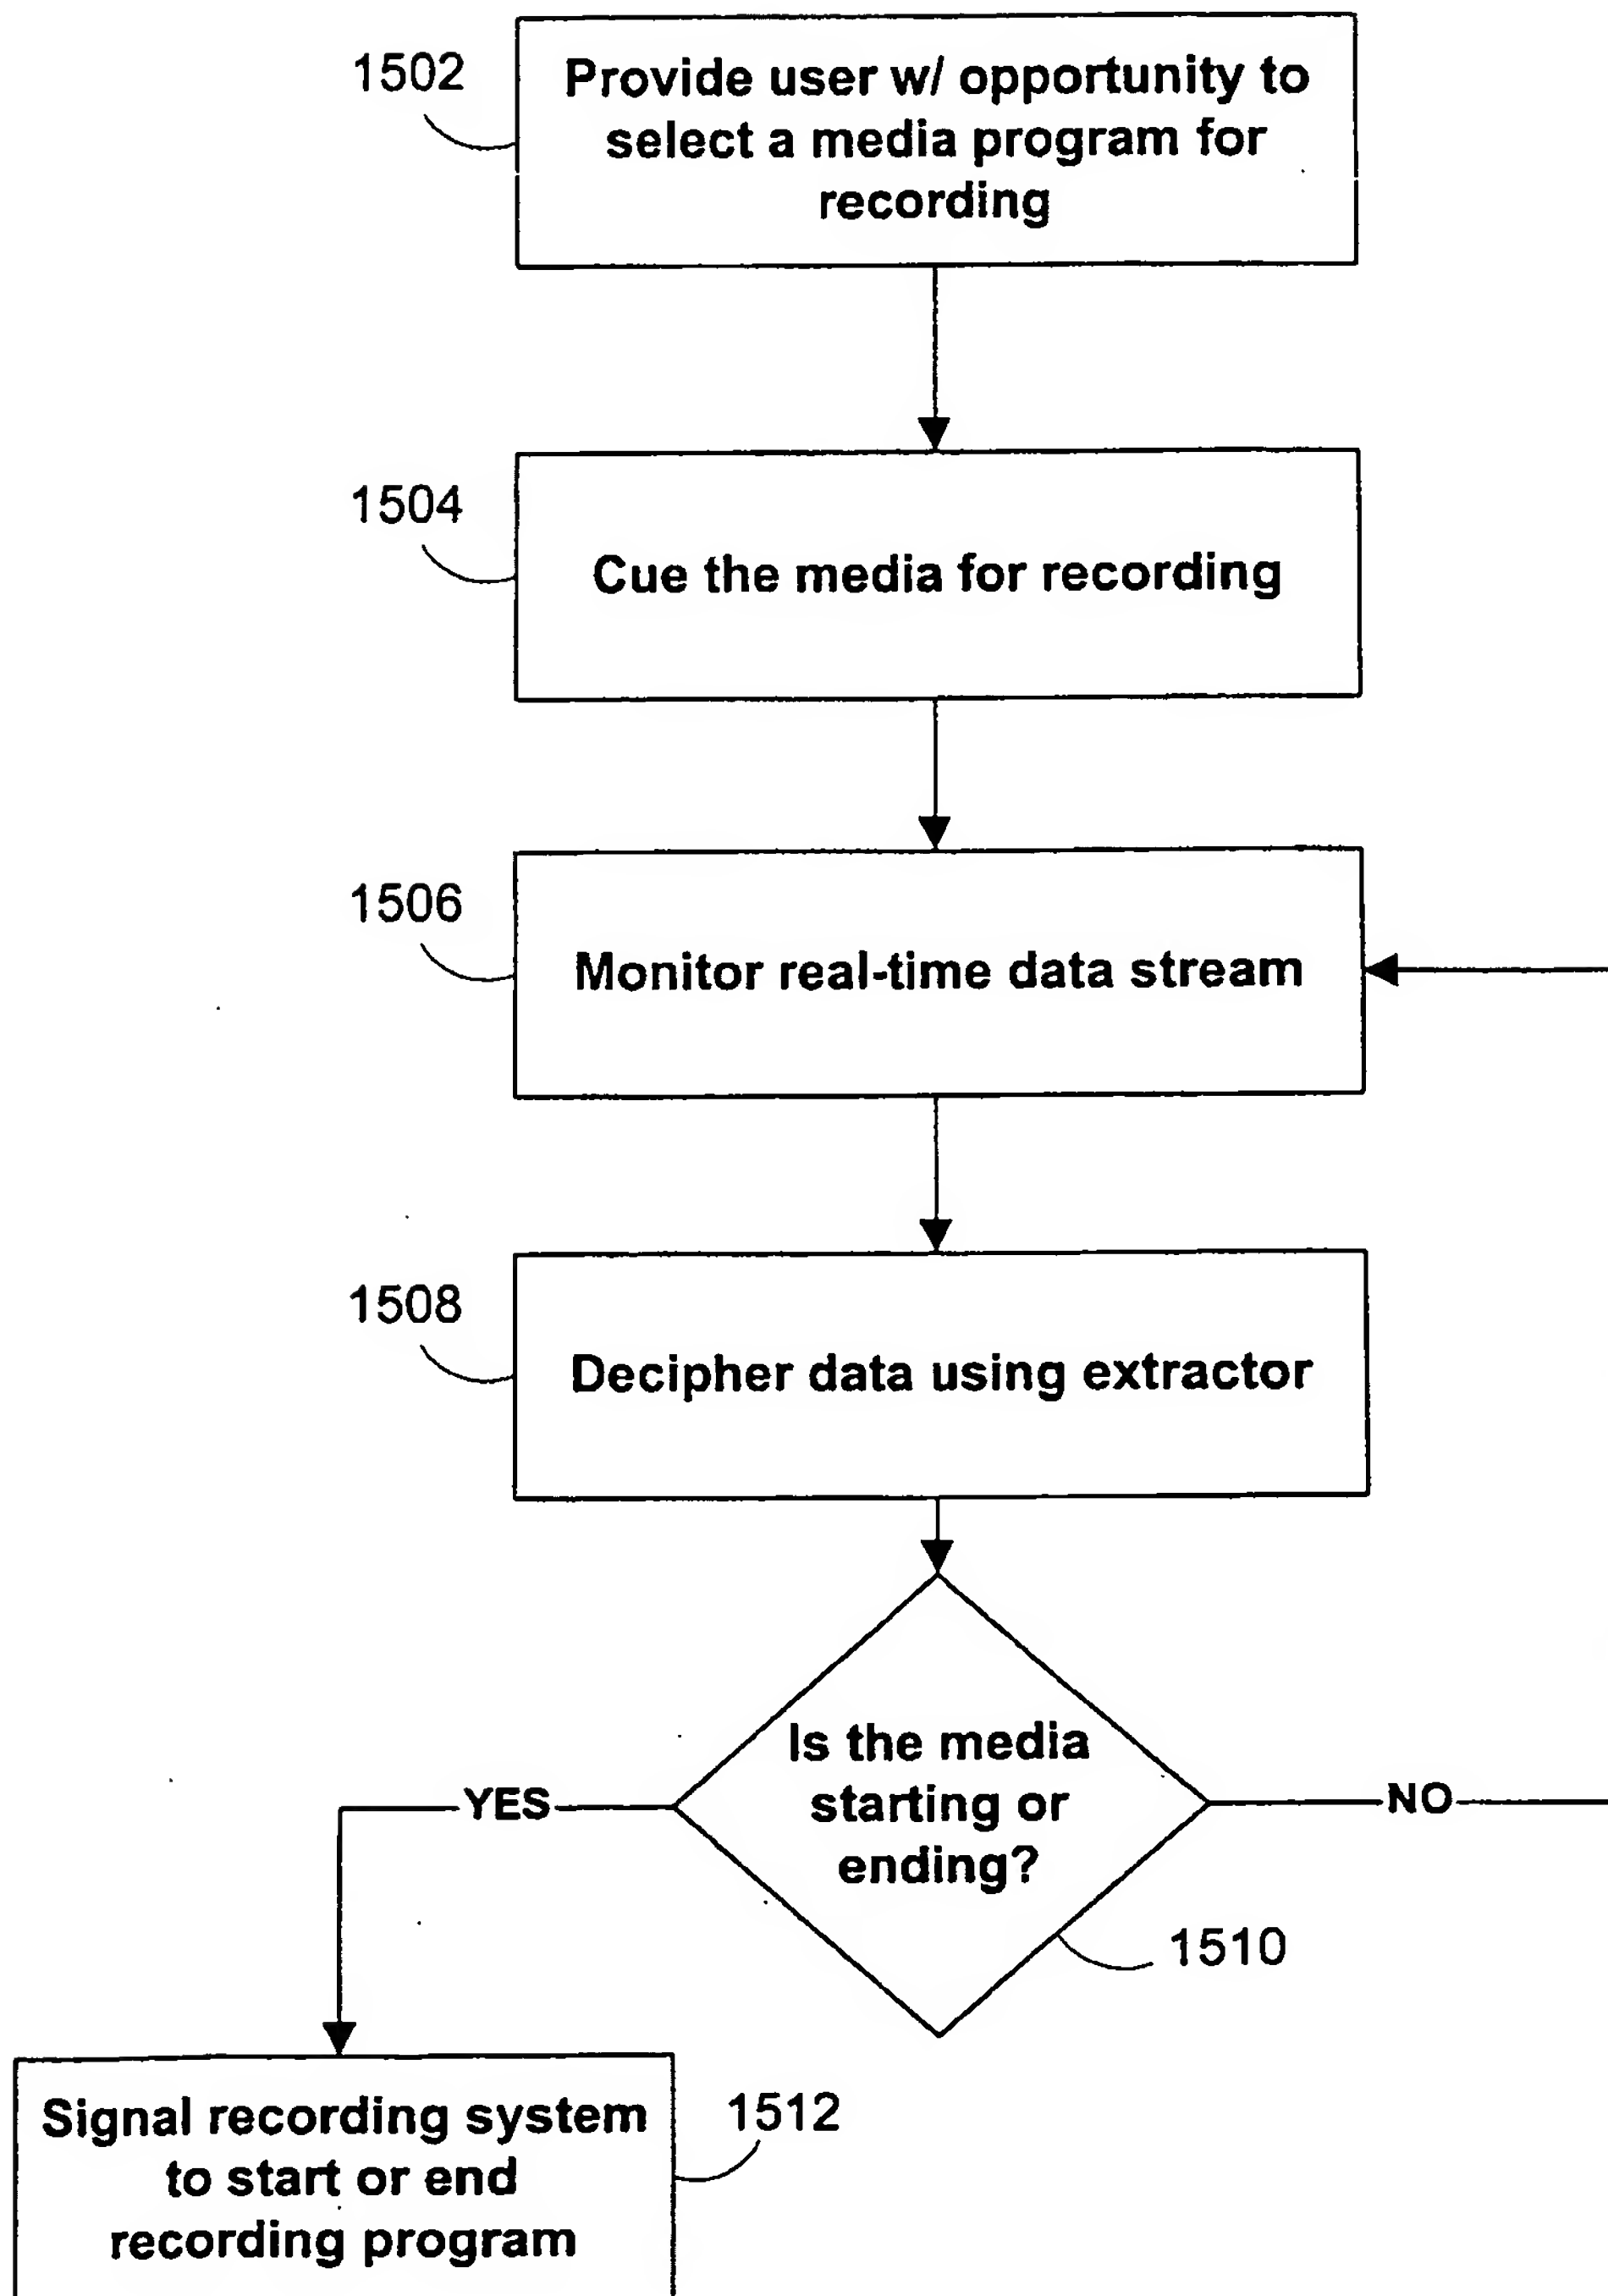 1502
Provide user w/ opportunity to
select a media program for
recording
1504
Cue the media for recording
1506
Monitor real-time data stream
1508
Decipher data using extractor
Is the media
starting or
ending?
YES
NO
1510
Signal recording system
to start or end
recording program
1512